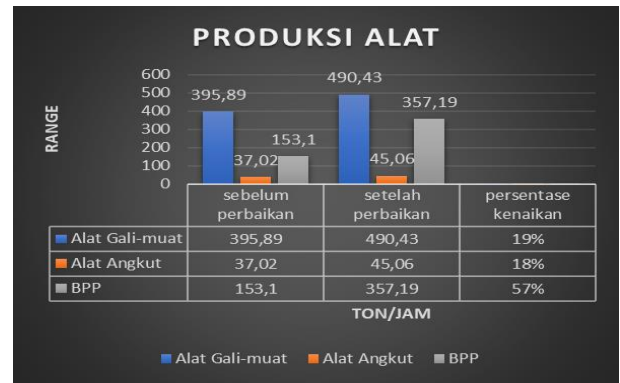 PRODUKSI ALAT
RANGE
600
500
400
300
200
100
0
395,89
490,43
37,02
45,06
153,1
357,19
sebelum perbaikan
setelah perbaikan
persentase kenaikan
Alat Gali-muat 395,89 490,43 19%
Alat Angkut 37,02 45,06 18%
BPP 153,1 357,19 57%
TON/JAM
Alat Gali-muat Alat Angkut BPP